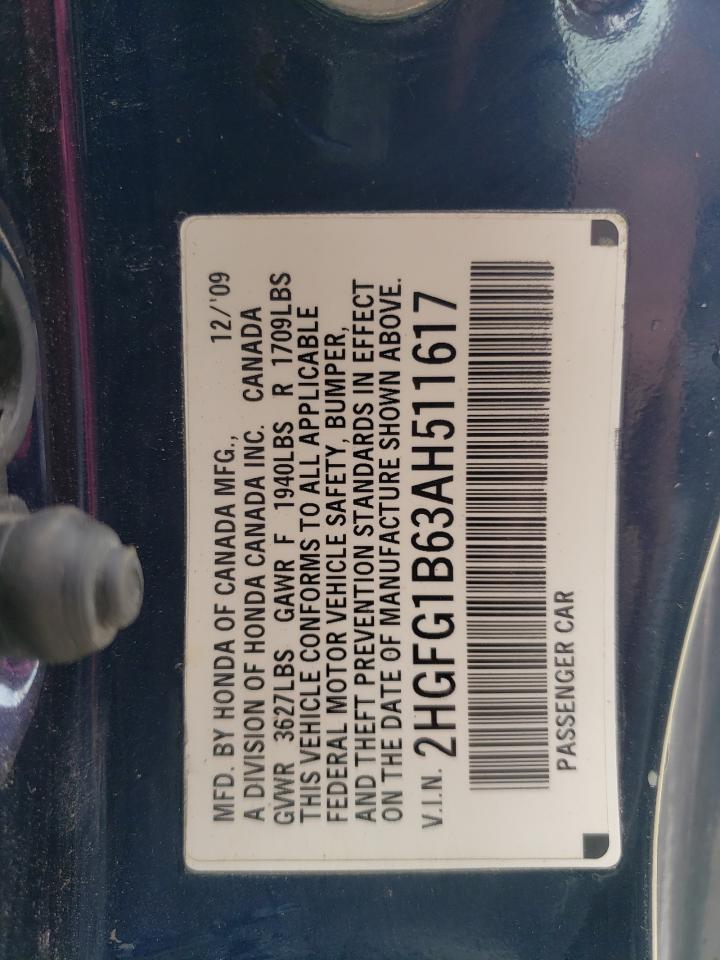 MFD. BY HONDA OF CANADA MFG., 12/'09
A DIVISION OF HONDA CANADA INC. CANADA
GVWR 3627LBS GAWR F 1940LBS R 1709LBS
THIS VEHICLE CONFORMS TO ALL APPLICABLE
FEDERAL MOTOR VEHICLE SAFETY, BUMPER,
AND THEFT PREVENTION STANDARDS IN EFFECT
ON THE DATE OF MANUFACTURE SHOWN ABOVE.
V.I.N. 2HGFG1B63AH511617
PASSENGER CAR